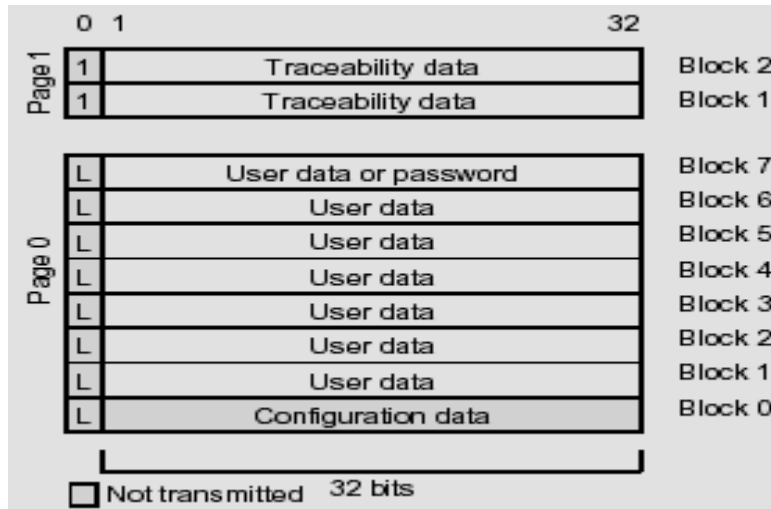 0 1 32
Page 1
1 Traceability data Block 2
1 Traceability data Block 1
Page 0
L User data or password Block 7
L User data Block 6
L User data Block 5
L User data Block 4
L User data Block 3
L User data Block 2
L User data Block 1
L Configuration data Block 0
32 bits
Not transmitted